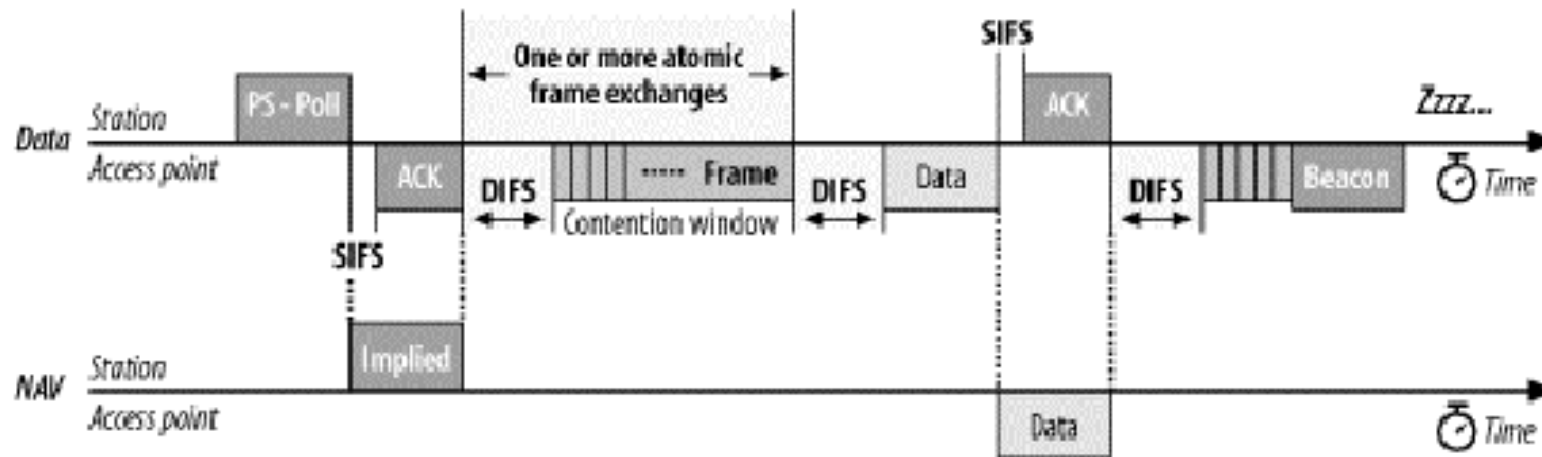 SIFS
One or more atomic
frame exchanges
PS - Poll
ACK
Zzzz...
Data
Station
Access point
ACK
DIFS
Frame
DIFS
Data
DIFS
Beacon
Time
Contention window
SIFS
Implied
NAV
Station
Access point
Data
Time